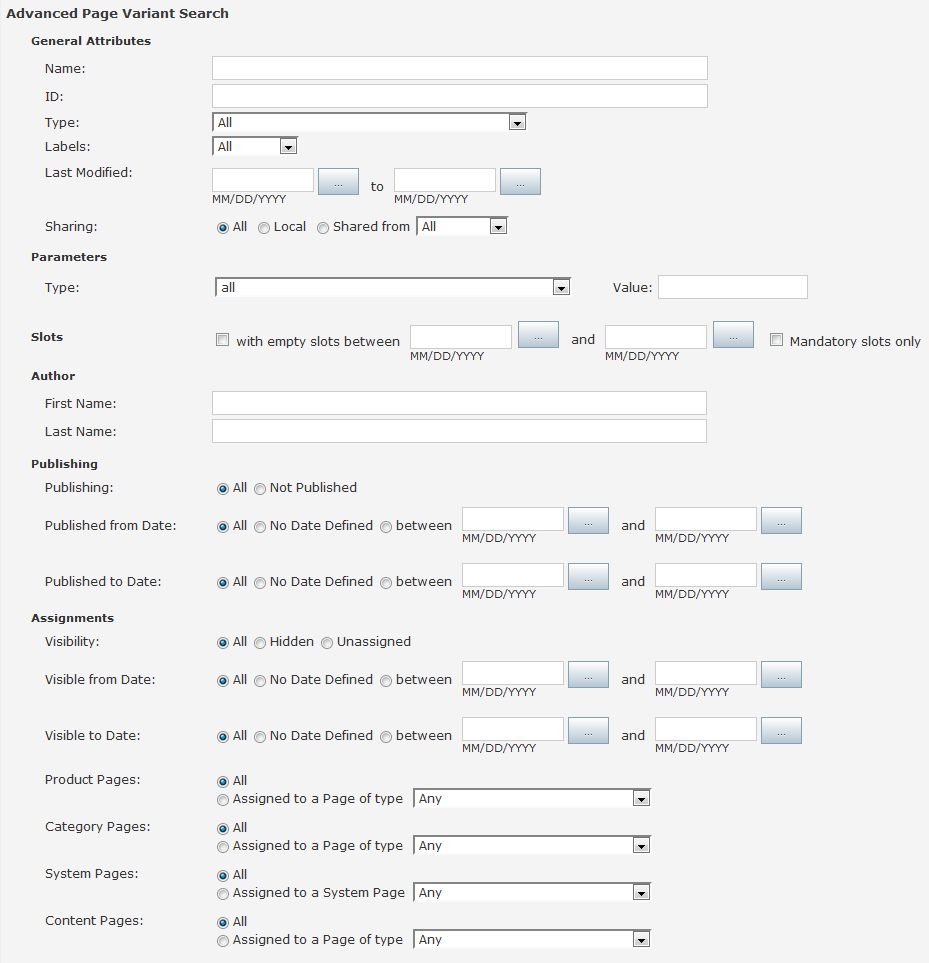 Advanced Page Variant Search
General Attributes
Name:
ID:
Type: All
Labels: All
Last Modified: ... to ...
MM/DD/YYYY MM/DD/YYYY
Sharing: All Local Shared from All
Parameters
Type: all Value:
Slots with empty slots between ... and ... Mandatory slots only
MM/DD/YYYY MM/DD/YYYY
Author
First Name:
Last Name:
Publishing
Publishing: All Not Published
Published from Date: All No Date Defined between ... and ...
MM/DD/YYYY MM/DD/YYYY
Published to Date: All No Date Defined between ... and ...
MM/DD/YYYY MM/DD/YYYY
Assignments
Visibility: All Hidden Unassigned
Visible from Date: All No Date Defined between ... and ...
MM/DD/YYYY MM/DD/YYYY
Visible to Date: All No Date Defined between ... and ...
MM/DD/YYYY MM/DD/YYYY
Product Pages: All
Assigned to a Page of type Any
Category Pages: All
Assigned to a Page of type Any
System Pages: All
Assigned to a System Page Any
Content Pages: All
Assigned to a Page of type Any